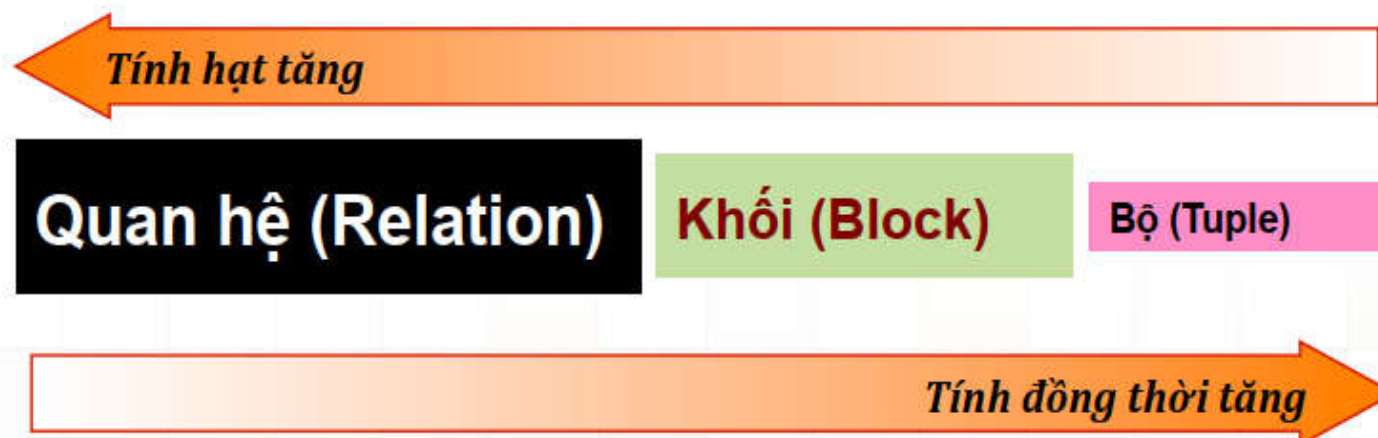 Tính hạt tăng
Quan hệ (Relation)
Khối (Block)
Bộ (Tuple)
Tính đồng thời tăng